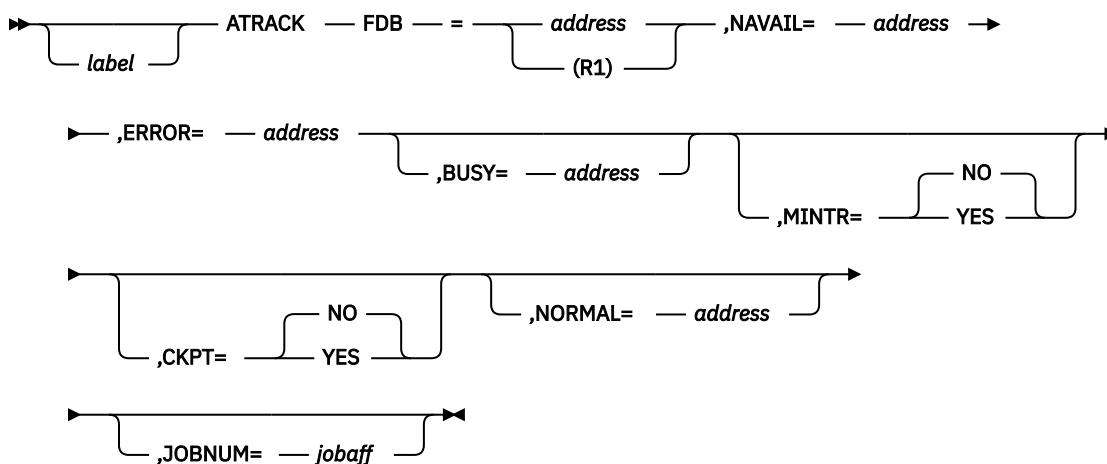 ATRACK FDB = address ,NAVAIL= address
label (R1)
,ERROR= address
,BUSY= address NO
,MINTR= YES
NO ,NORMAL= address
,CKPT= YES
,JOBNUM= jobaff